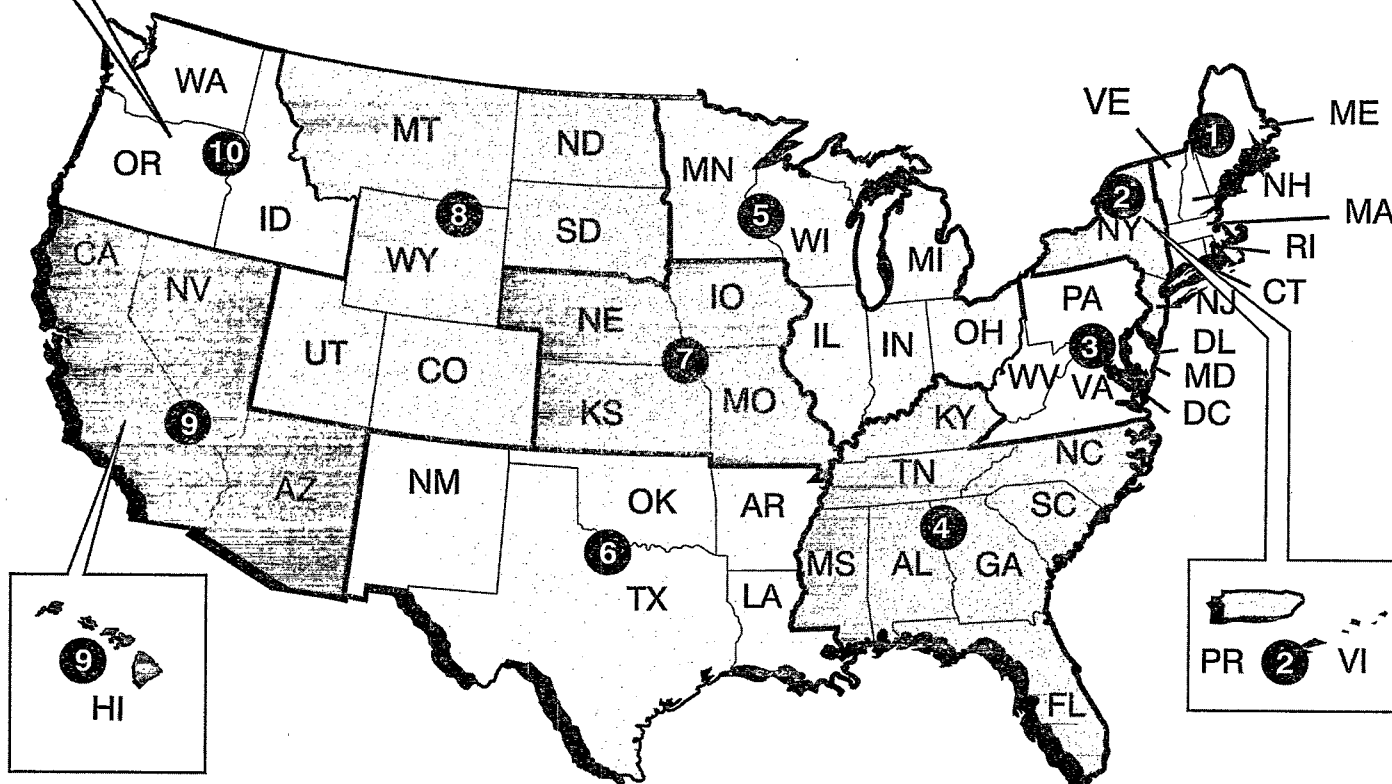 WA
VE
ME
MT
ND
1
OR
10
MN
NH
2
8
5
MA
ID
SD
WI
NY
CA
WY
MI
RI
NV
IO
PA
NJ
CT
NE
OH
UT
IL
IN
3
DL
CO
7
WV
VA
MD
MO
9
KS
KY
DC
NC
TN
NM
AZ
OK
AR
SC
4
6
MS
AL
GA
TX
LA
9
PR
2
VI
HI
FL